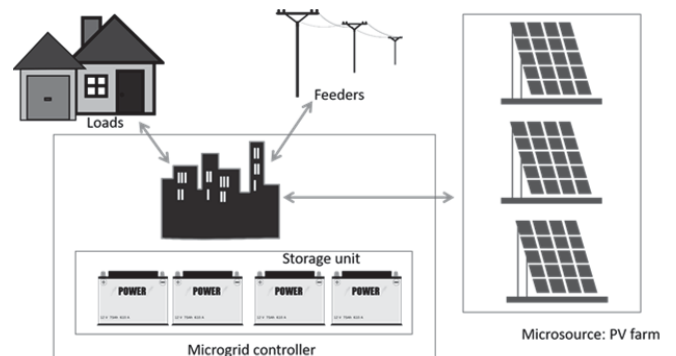 Feeders
Loads
Storage unit
POWER
POWER
POWER
POWER
Microsource: PV farm
Microgrid controller